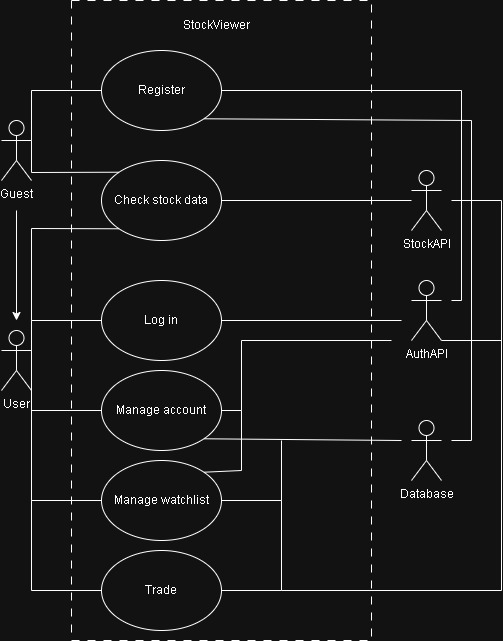 StockViewer
Register
Guest
Check stock data
StockAPI
Log in
AuthAPI
User
Manage account
Manage watchlist
Database
Trade